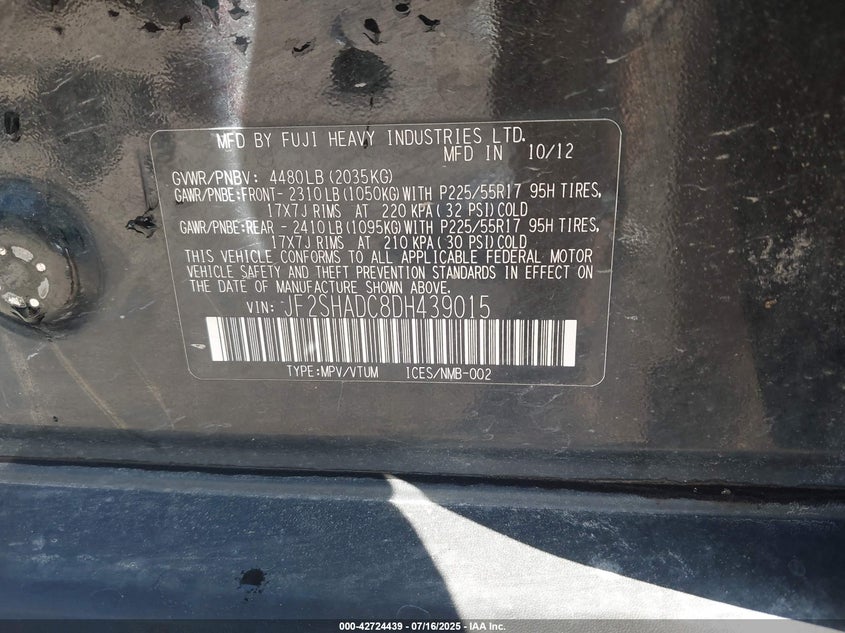 MFD BY FUJI HEAVY INDUSTRIES LTD.
MFD IN 10/12
GVWR/PNBV: 4480LB(2035KG)
GAWR/PNBE:FRONT- 2310LB(1050KG)WITH P225/55R17 95H TIRES,
17X7J RIMS AT 220 KPA(32 PSI)COLD
GAWR/PNBE:REAR - 2410LB(1095KG)WITH P225/55R17 95H TIRES,
17X7J RIMS AT 210 KPA(30 PSI)COLD
THIS VEHICLE CONFORMS TO ALL APPLICABLE FEDERAL MOTOR
VEHICLE SAFETY AND THEFT PREVENTION STANDARDS IN EFFECT ON
THE DATE OF MANUFACTURE SHOWN ABOVE.
VIN: JF2SHADC8DH439015
TYPE:MPV/VTUM ICES/NMB-002
000-42724439 - 07/16/2025 - IAA Inc.